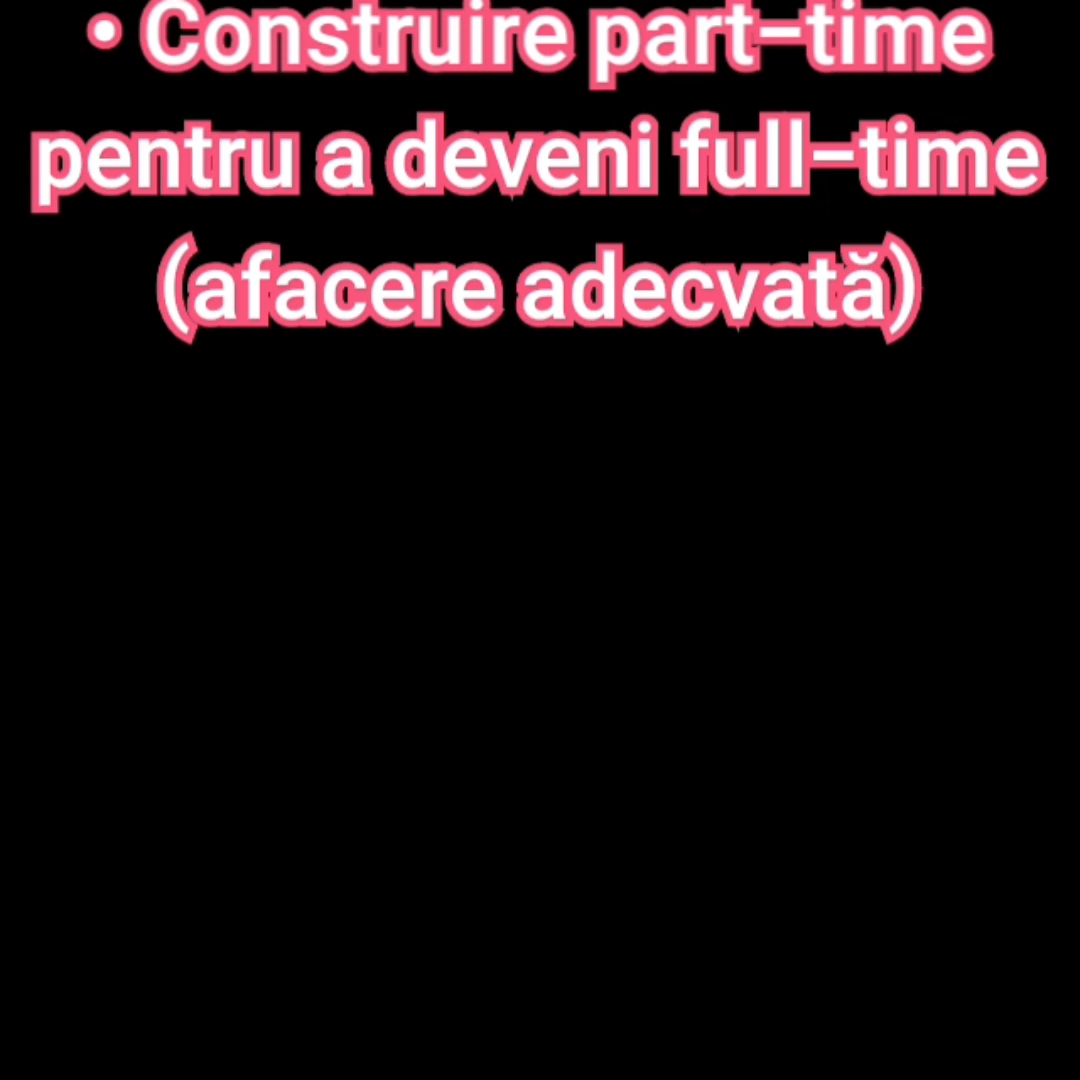 • Construire part-time
pentru a deveni full-time
(afacere adecvată)